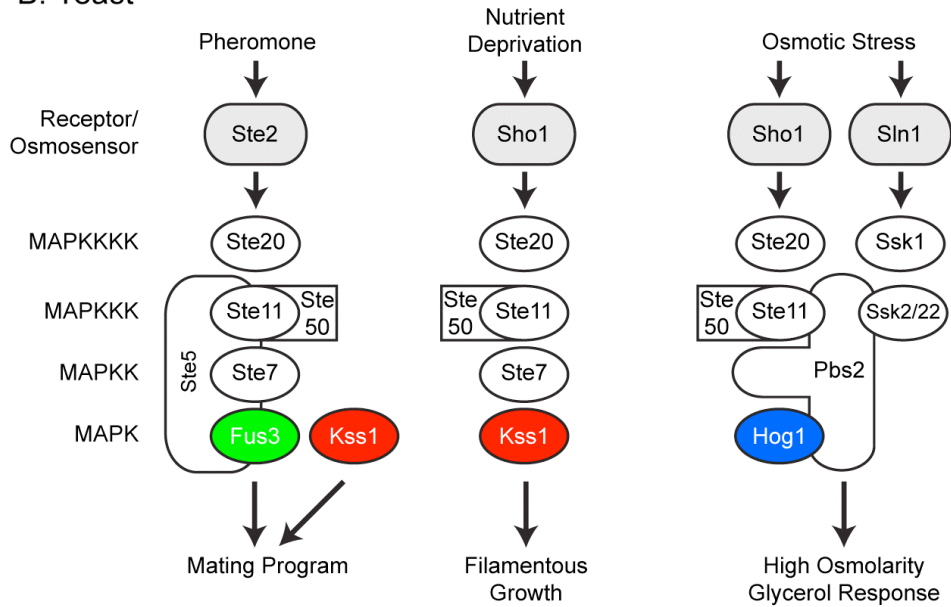 B. Yeast
Pheromone
Nutrient
Deprivation
Osmotic Stress
Receptor/
Osmosensor
Ste2
Sho1
Sho1
Sln1
MAPKKKK
Ste20
Ste20
Ste20
Ssk1
MAPKKK
Ste11
Ste
50
Ste
50
Ste11
Ste
50
Ste11
Ssk2/22
MAPKK
Ste5
Ste7
Ste7
Pbs2
MAPK
Fus3
Kss1
Kss1
Hog1
Mating Program
Filamentous
Growth
High Osmolarity
Glycerol Response